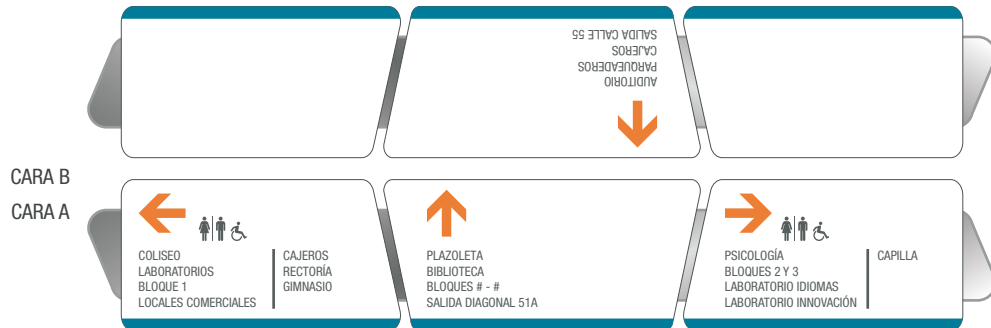 SALIDA CALLE 55
CAJEROS
PARQUEADEROS
AUDITORIO
CARA B
CARA A
COLISEO
LABORATORIOS
BLOQUE 1
LOCALES COMERCIALES
CAJEROS
RECTORÍA
GIMNASIO
PLAZOLETA
BIBLIOTECA
BLOQUES # - #
SALIDA DIAGONAL 51A
PSICOLOGÍA
BLOQUES 2 Y 3
LABORATORIO IDIOMAS
LABORATORIO INNOVACIÓN
CAPILLA